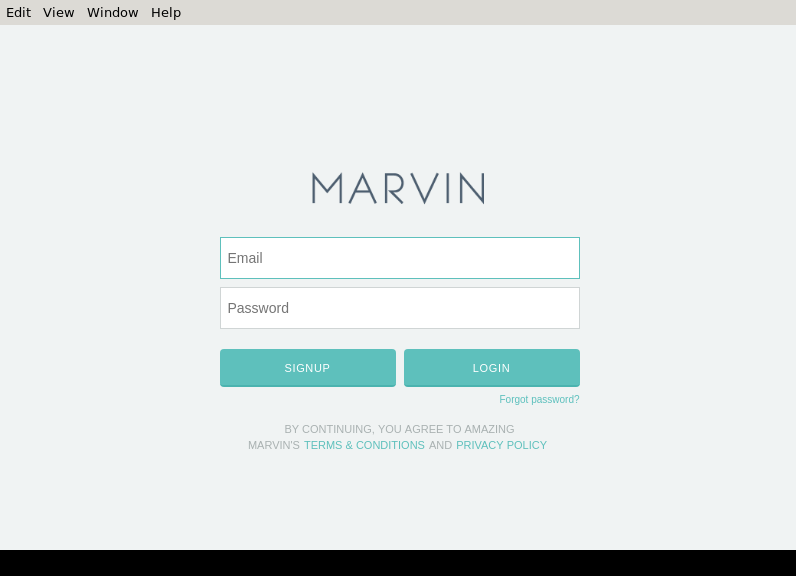 Edit View Window Help
MARVIN
Email
Password
SIGNUP LOGIN
Forgot password?
BY CONTINUING, YOU AGREE TO AMAZING
MARVIN'S TERMS & CONDITIONS AND PRIVACY POLICY